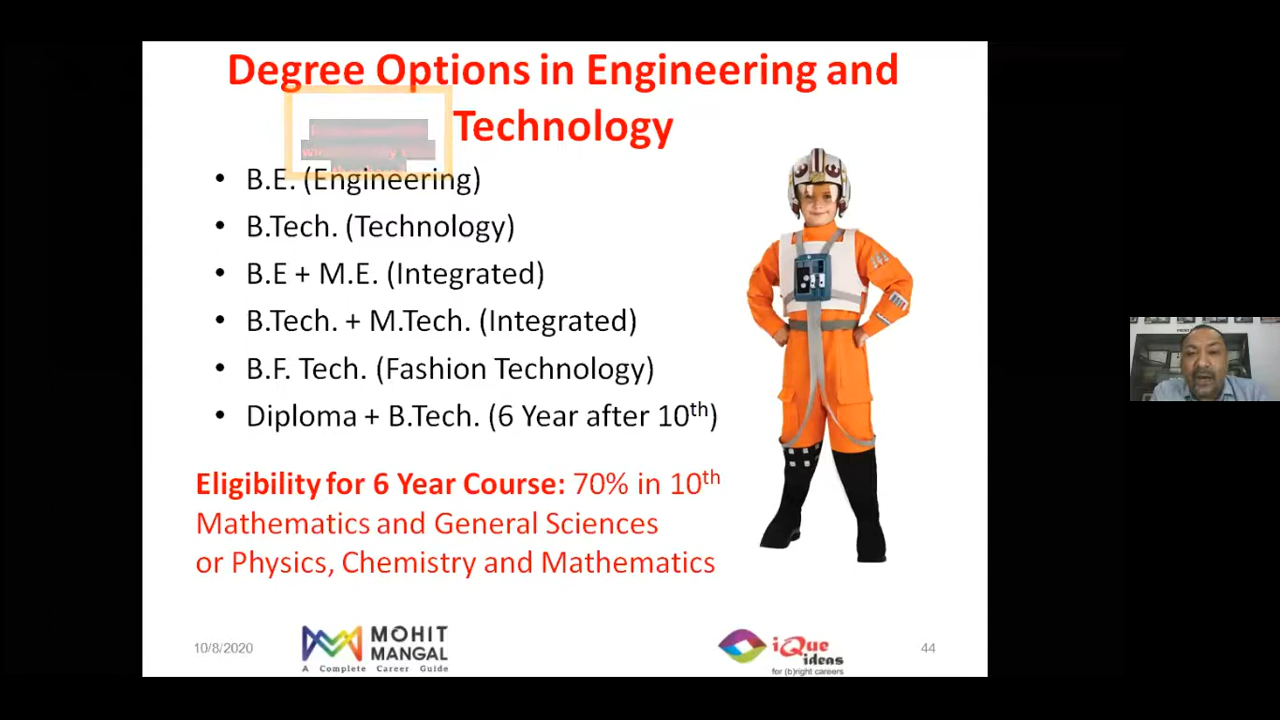 Degree Options in Engineering and
Technology
• B.E. (Engineering)
• B.Tech. (Technology)
• B.E + M.E. (Integrated)
• B.Tech. + M.Tech. (Integrated)
• B.F. Tech. (Fashion Technology)
• Diploma + B.Tech. (6 Year after 10th)
Eligibility for 6 Year Course: 70% in 10th
Mathematics and General Sciences
or Physics, Chemistry and Mathematics
10/8/2020
MOHIT
MANGAL
A Complete Career Guide
iQue
ideas
for (b)right careers
44